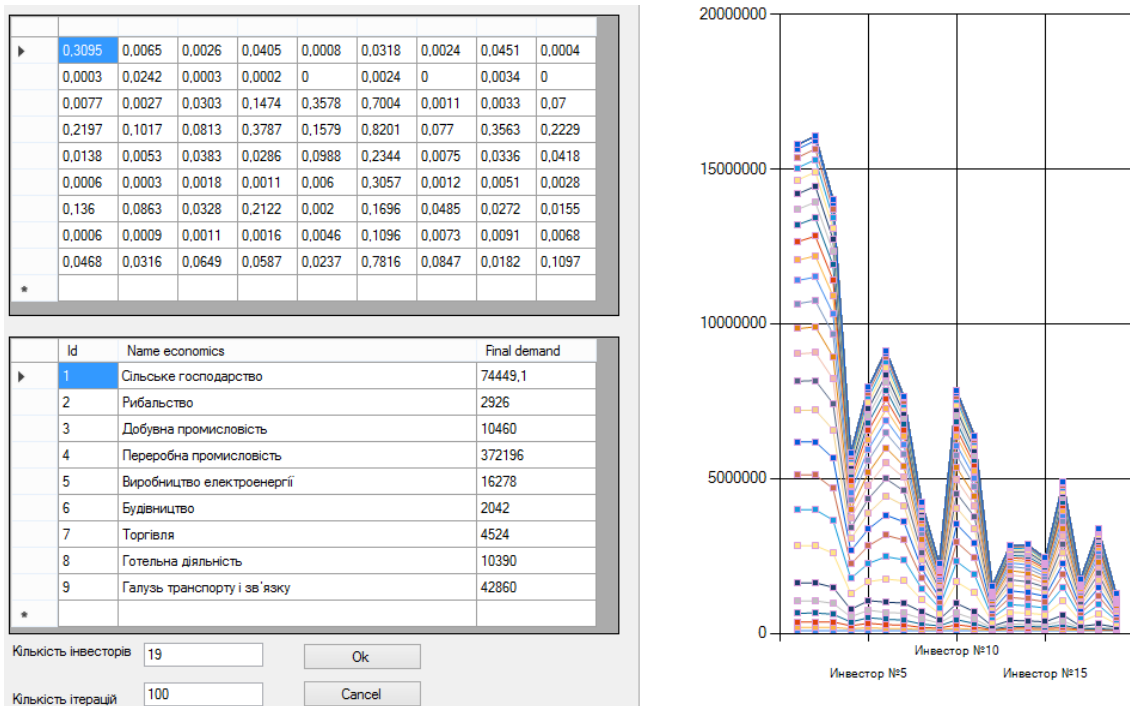 0,3095 0,0065 0,0026 0,0405 0,0008 0,0318 0,0024 0,0451 0,0004
0,0003 0,0242 0,0003 0,0002 0 0,0024 0 0,0034 0
0,0077 0,0027 0,0303 0,1474 0,3578 0,7004 0,0011 0,0033 0,07
0,2197 0,1017 0,0813 0,3787 0,1579 0,8201 0,077 0,3563 0,2229
0,0138 0,0053 0,0383 0,0286 0,0988 0,2344 0,0075 0,0336 0,0418
0,0006 0,0003 0,0018 0,0011 0,006 0,3057 0,0012 0,0051 0,0028
0,136 0,0863 0,0328 0,2122 0,002 0,1696 0,0485 0,0272 0,0155
0,0006 0,0009 0,0011 0,0016 0,0046 0,1096 0,0073 0,0091 0,0068
0,0468 0,0316 0,0649 0,0587 0,0237 0,7816 0,0847 0,0182 0,1097
Id Name economics Final demand
1 Сільське господарство 74449,1
2 Рибальство 2926
3 Добувна промисловість 10460
4 Переробна промисловість 372196
5 Виробництво електроенергії 16278
6 Будівництво 2042
7 Торгівля 4524
8 Готельна діяльність 10390
9 Галузь транспорту і зв'язку 42860
Кількість інвесторів 19 Ok
Кількість ітерацій 100 Cancel
20000000
15000000
10000000
5000000
0
Инвестор №10
Инвестор №5 Инвестор №15